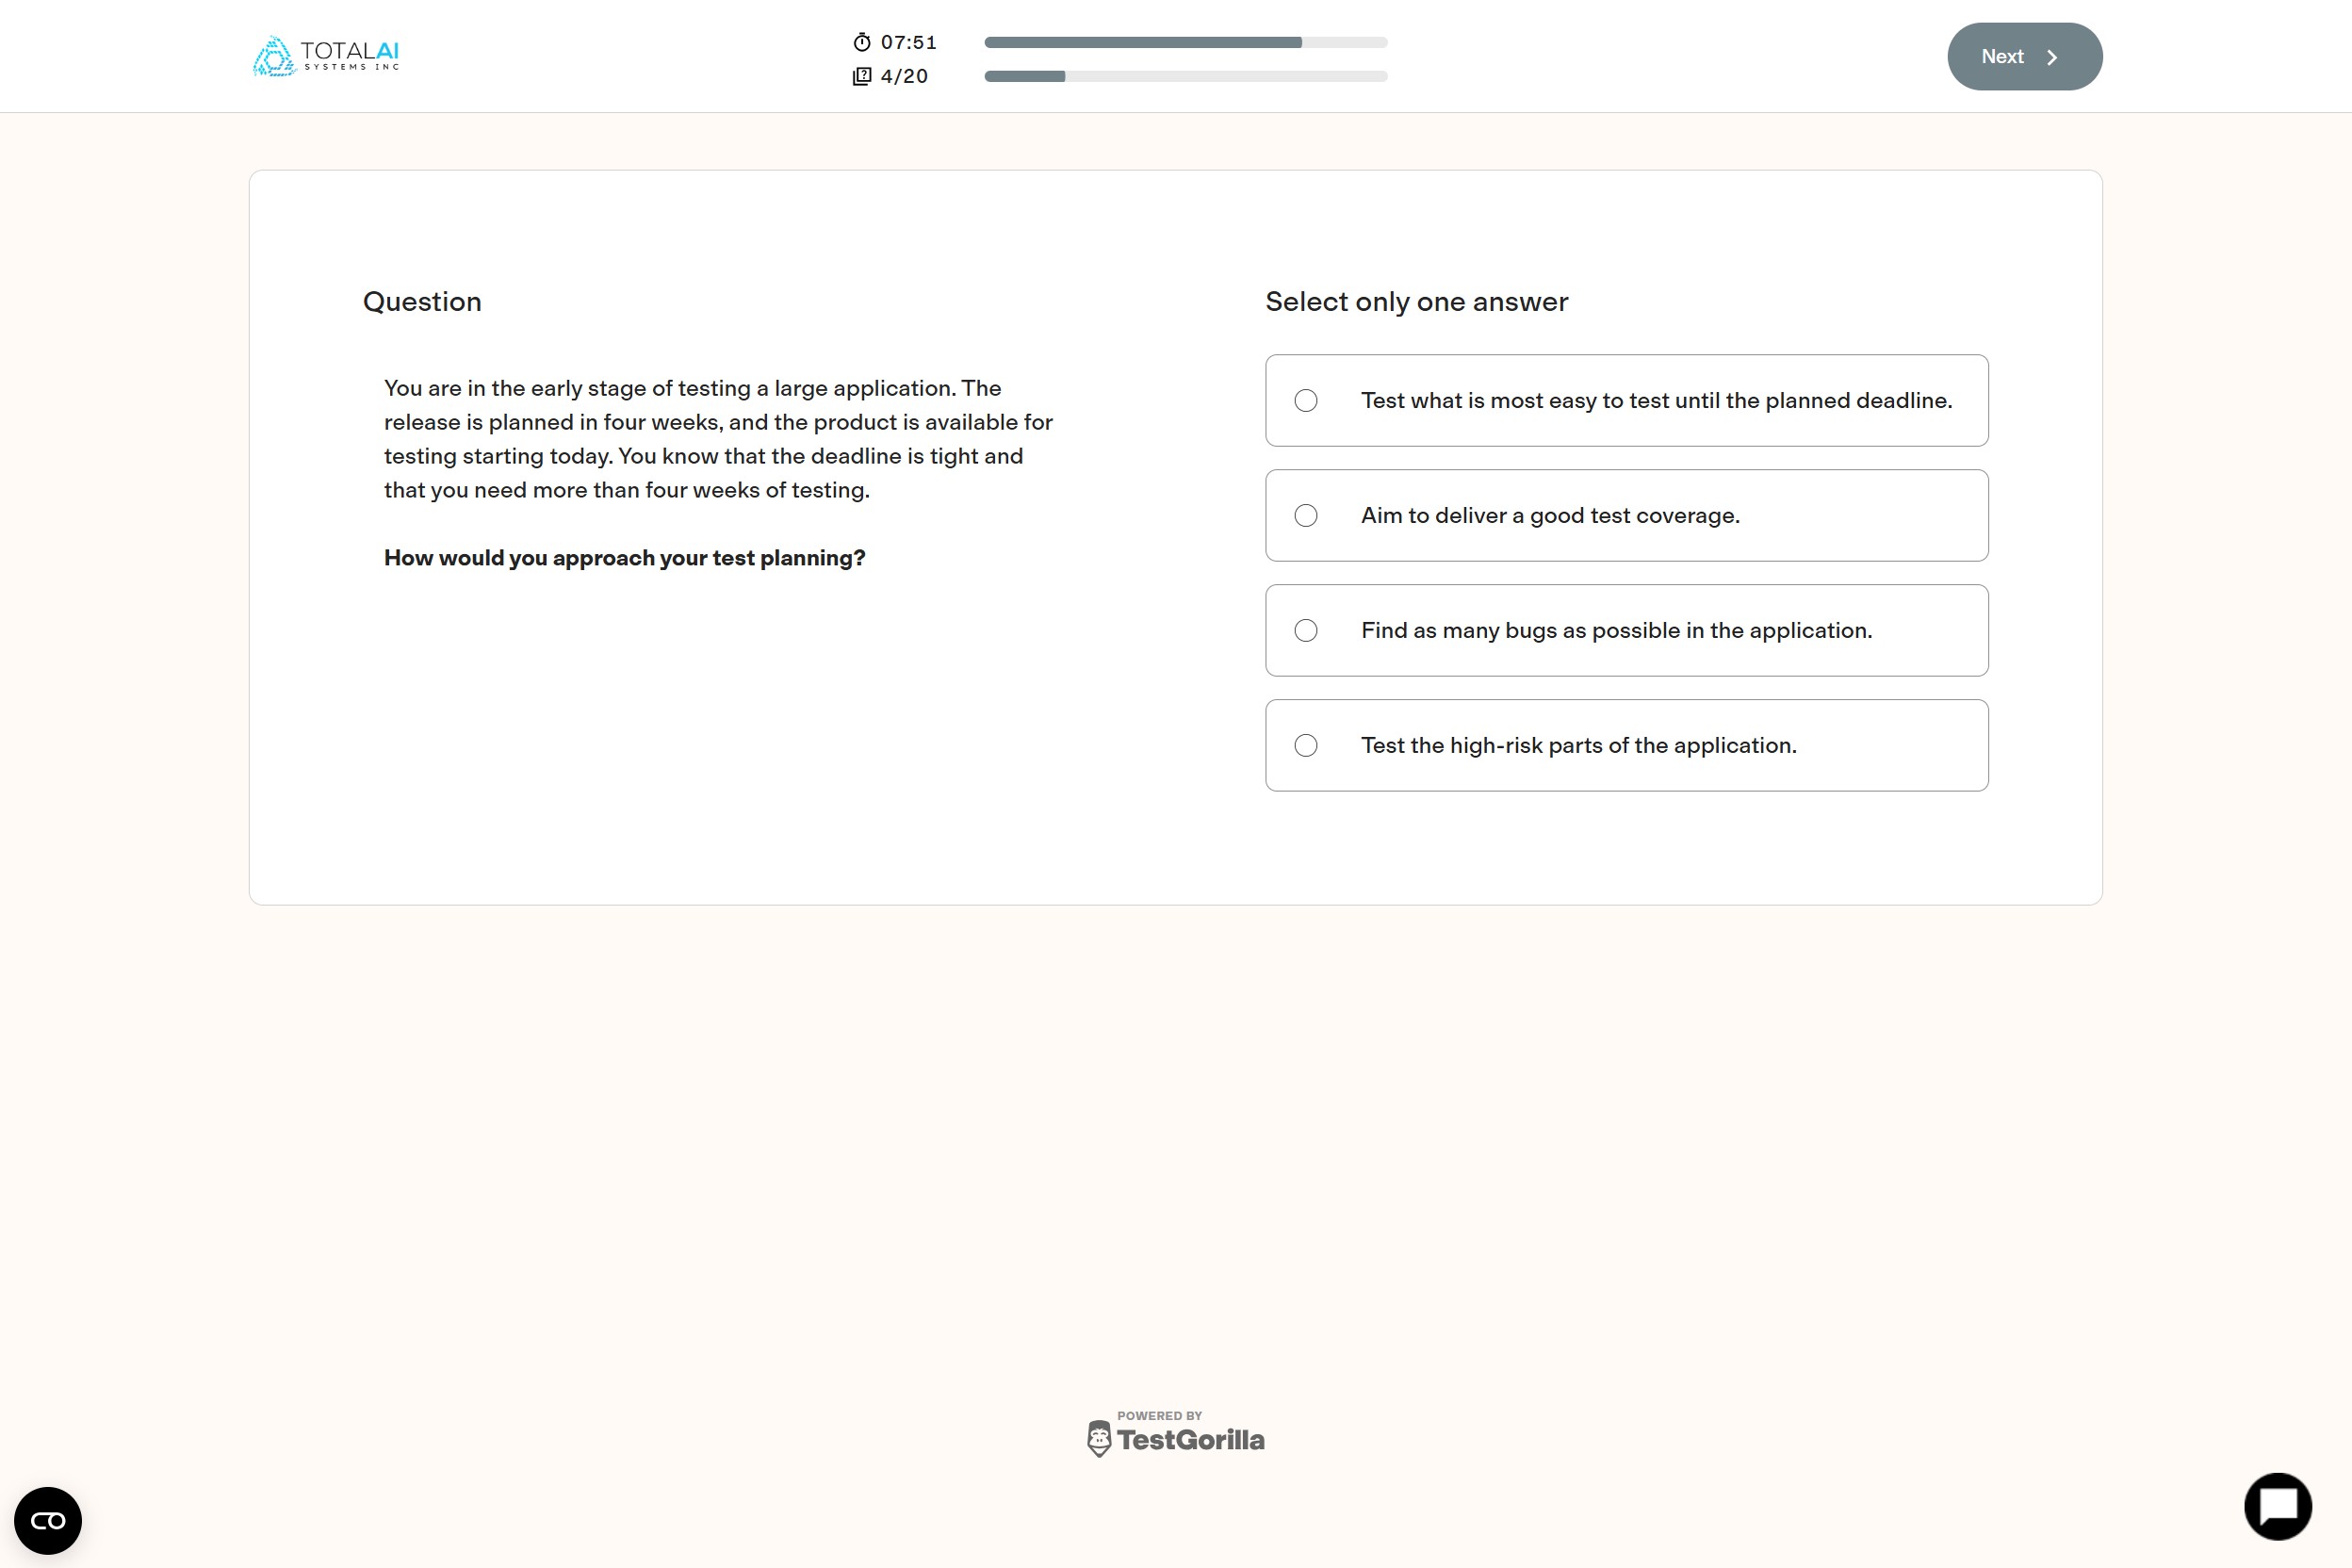 TOTALAI
SYSTEMS INC
07:51
4/20
Next
Question
You are in the early stage of testing a large application. The
release is planned in four weeks, and the product is available for
testing starting today. You know that the deadline is tight and
that you need more than four weeks of testing.
How would you approach your test planning?
Select only one answer
Test what is most easy to test until the planned deadline.
Aim to deliver a good test coverage.
Find as many bugs as possible in the application.
Test the high-risk parts of the application.
POWERED BY
TestGorilla